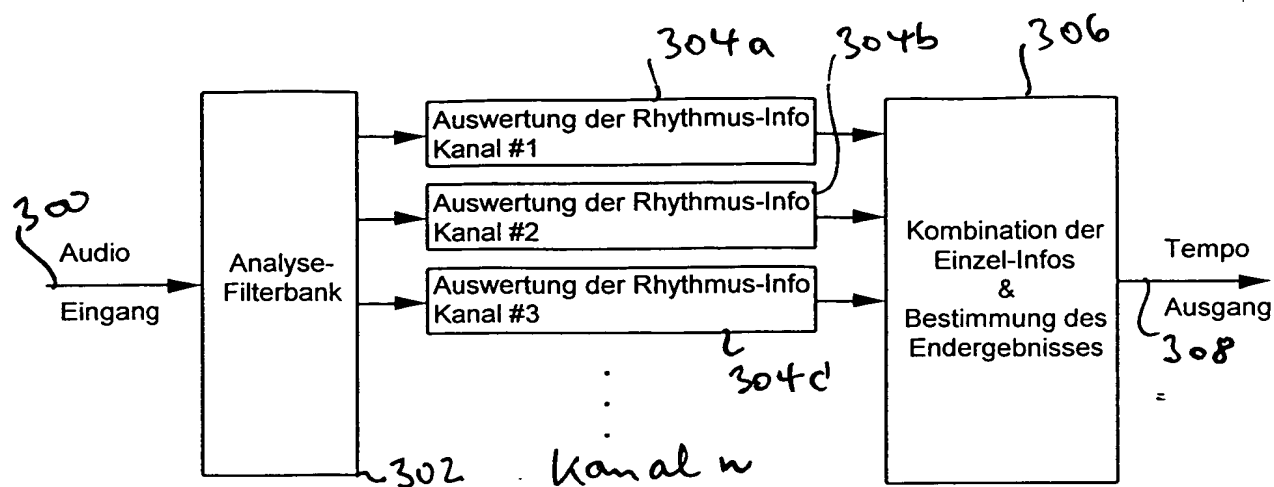 304a
304b
306
Auswertung der Rhythmus-Info
Kanal #1
Auswertung der Rhythmus-Info
Kanal #2
Auswertung der Rhythmus-Info
Kanal #3
300
Audio
Eingang
Analyse-
Filterbank
Kombination der
Einzel-Infos
&
Bestimmung des
Endergebnisses
Tempo
Ausgang
308
304c
302
Kanal n